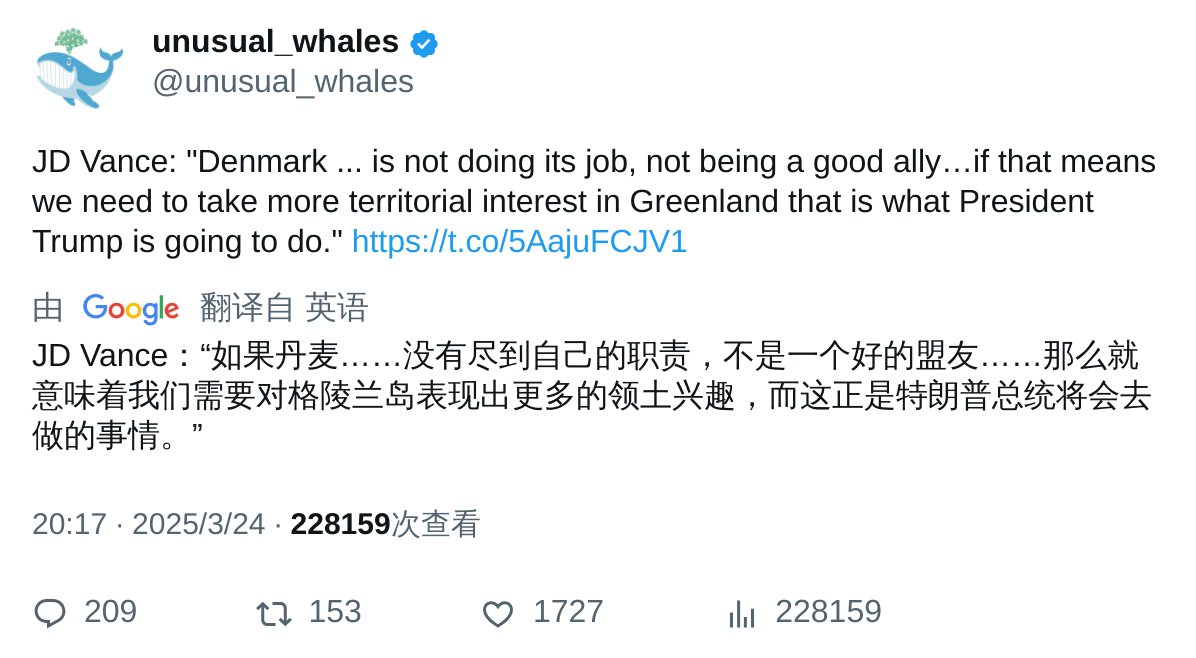 unusual_whales
@unusual_whales
JD Vance: "Denmark ... is not doing its job, not being a good ally…if that means
we need to take more territorial interest in Greenland that is what President
Trump is going to do." https://t.co/5AajuFCJV1
由 Google 翻译自 英语
JD Vance：“如果丹麦……没有尽到自己的职责，不是一个好的盟友……那么就
意味着我们需要对格陵兰岛表现出更多的领土兴趣，而这正是特朗普总统将会去
做的事情。”
20:17 · 2025/3/24 · 228159次查看
209 153 1727 228159